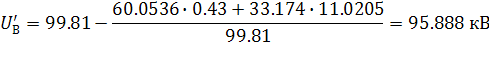 U′В = 99.81 − (60.0536 · 0.43 + 33.174 · 11.0205) / 99.81 = 95.888 кВ